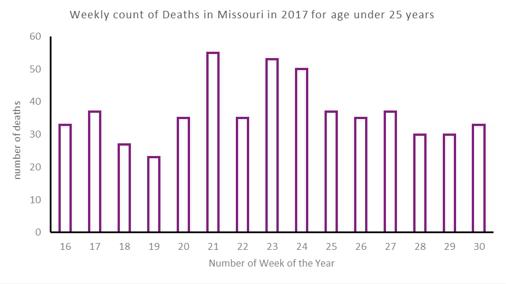 Weekly count of Deaths in Missouri in 2017 for age under 25 years
number of deaths
60
50
40
30
20
10
0
16 17 18 19 20 21 22 23 24 25 26 27 28 29 30
Number of Week of the Year